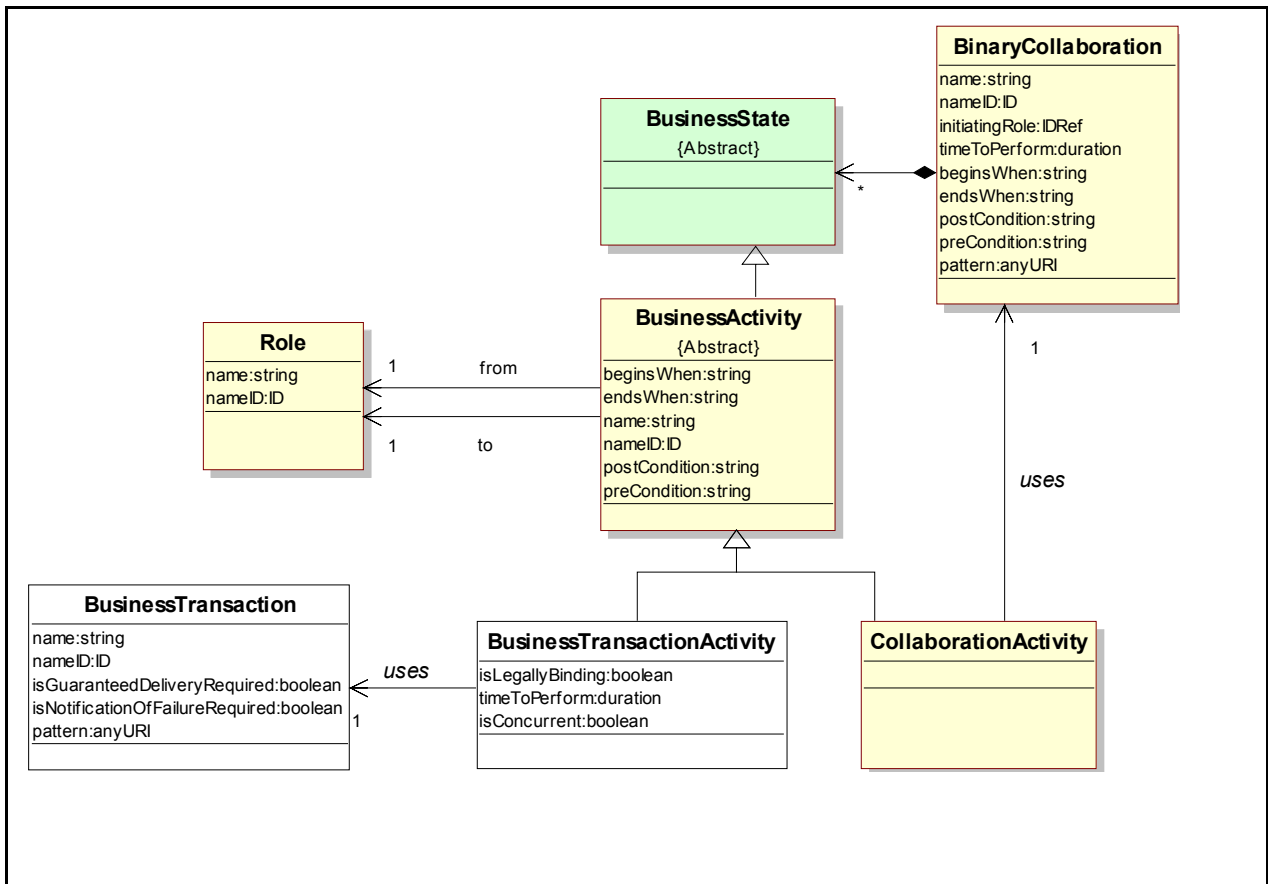 BinaryCollaboration
name:string
nameID:ID
initiatingRole:IDRef
timeToPerform:duration
beginsWhen:string
endsWhen:string
postCondition:string
preCondition:string
pattern:anyURI
BusinessState
{Abstract}
*
BusinessActivity
{Abstract}
beginsWhen:string
endsWhen:string
name:string
nameID:ID
postCondition:string
preCondition:string
Role
name:string
nameID:ID
1 from
1 to
1
uses
BusinessTransaction
name:string
nameID:ID
isGuaranteedDeliveryRequired:boolean
isNotificationOfFailureRequired:boolean
pattern:anyURI
uses
1
BusinessTransactionActivity
isLegallyBinding:boolean
timeToPerform:duration
isConcurrent:boolean
CollaborationActivity